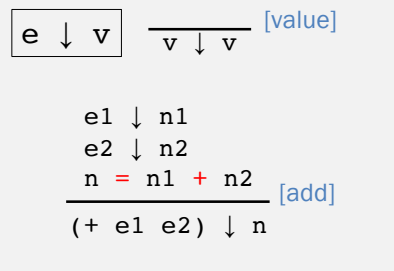 e ↓ v
[value]
v ↓ v
e1 ↓ n1
e2 ↓ n2
n = n1 + n2
[add]
(+ e1 e2) ↓ n